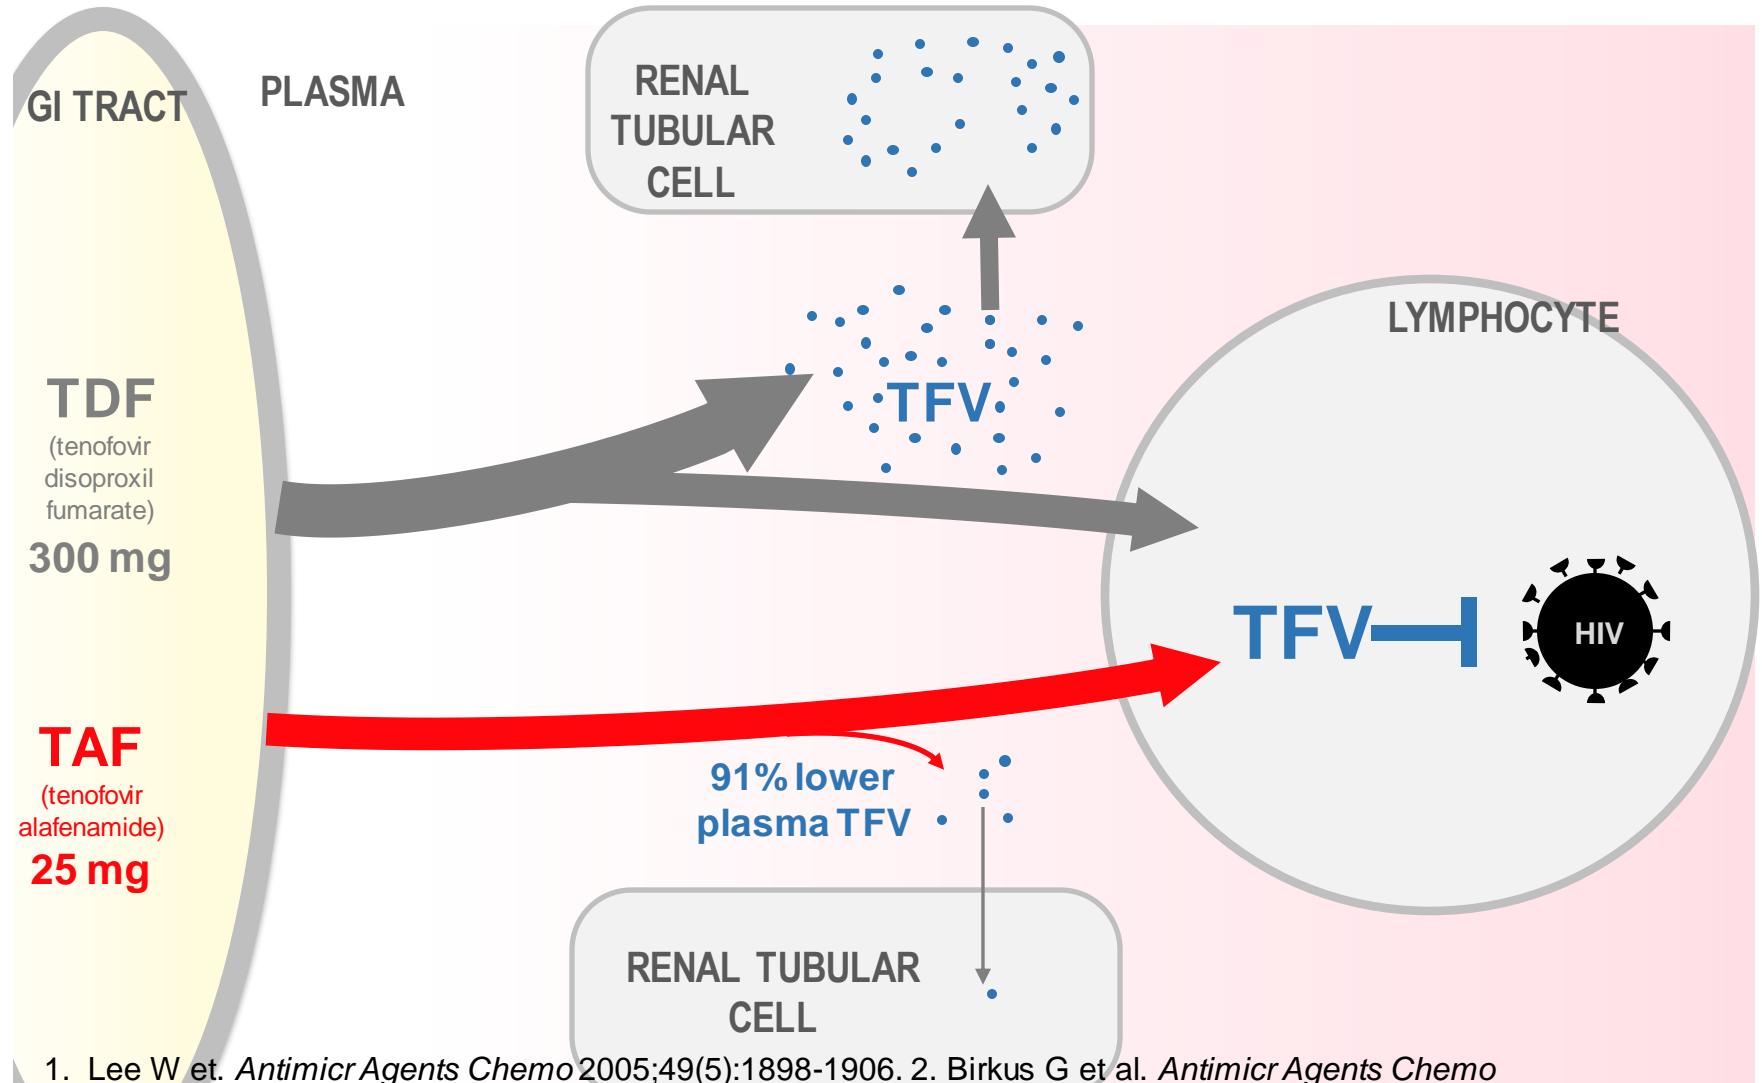 GI TRACT
PLASMA
RENAL
TUBULAR
CELL
LYMPHOCYTE
TDF
(tenofovir
disoproxil
fumarate)
300 mg
TFV
TFV
HIV
TAF
(tenofovir
alafenamide)
25 mg
91% lower
plasma TFV
RENAL TUBULAR
CELL
1. Lee W et. Antimicr Agents Chemo 2005;49(5):1898-1906. 2. Birkus G et al. Antimicr Agents Chemo